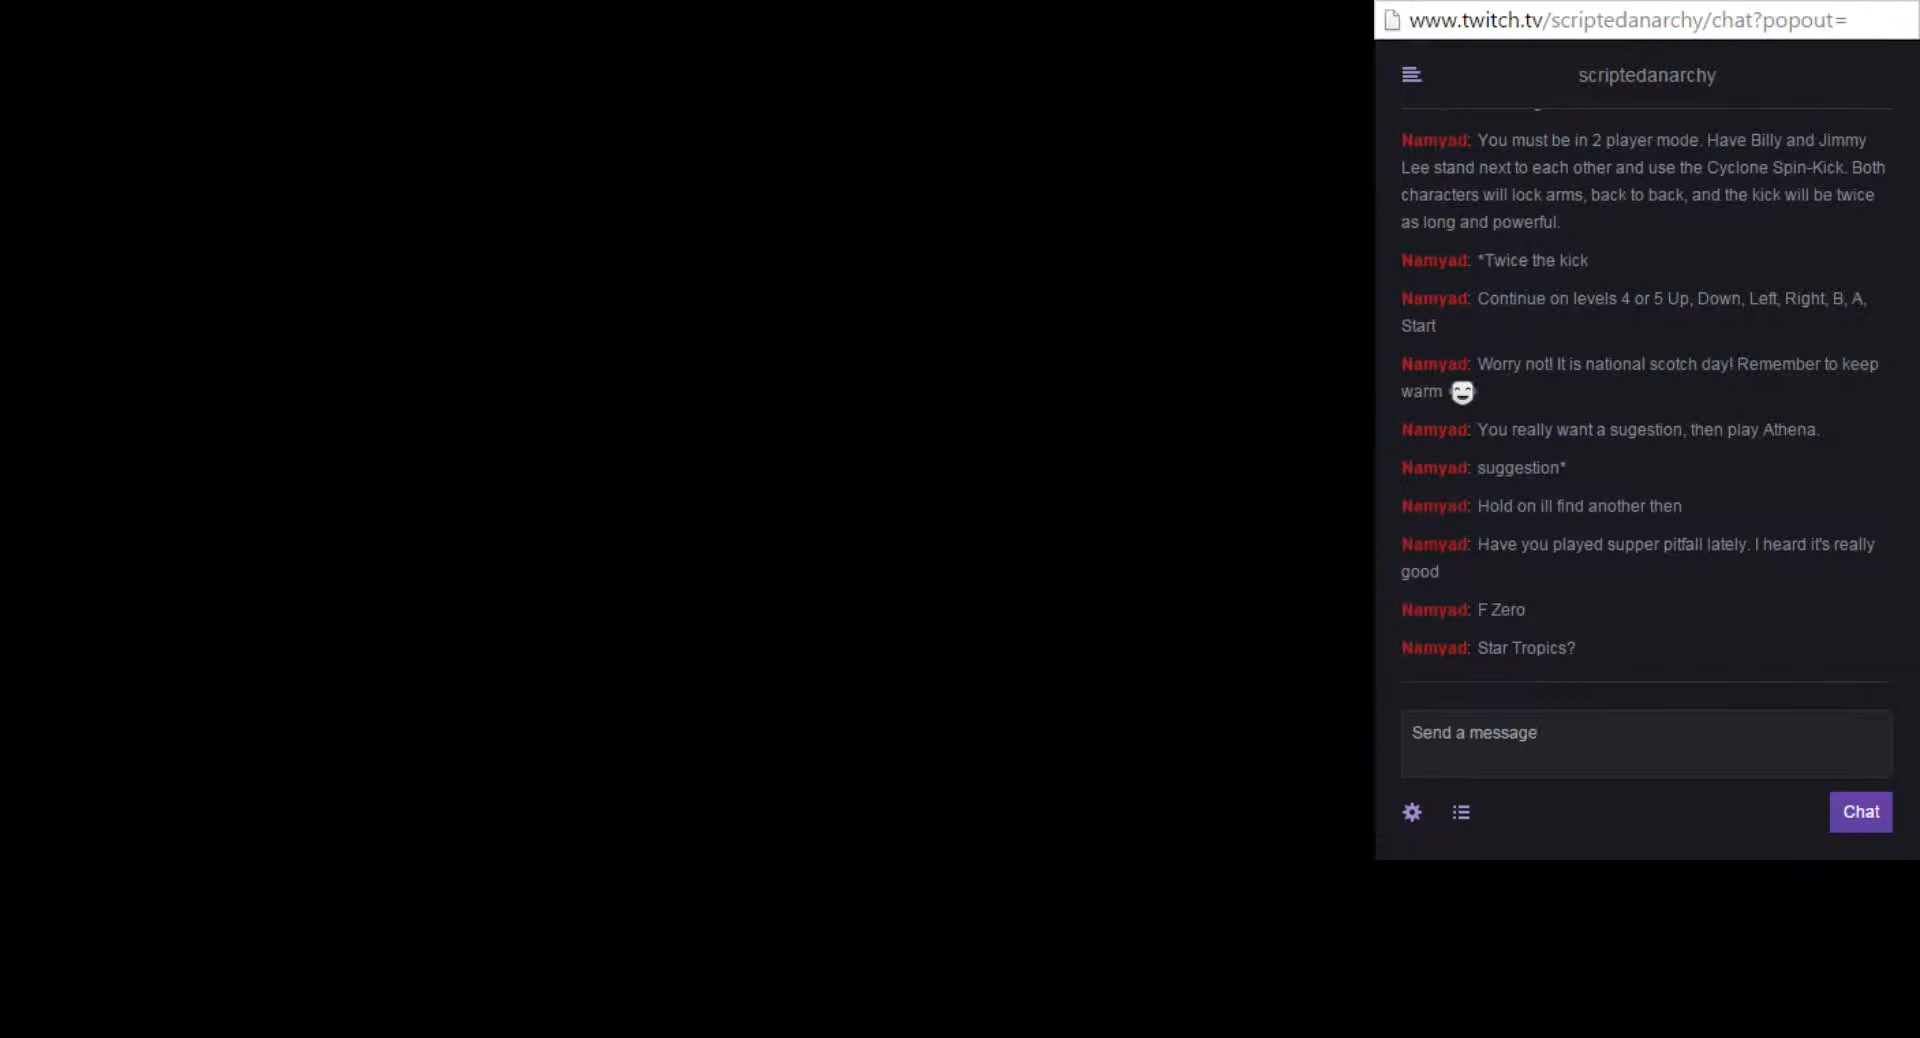 www.twitch.tv/scriptedanarchy/chat?popout=
scriptedanarchy
Namyad: You must be in 2 player mode. Have Billy and Jimmy
Lee stand next to each other and use the Cyclone Spin-Kick. Both
characters will lock arms, back to back, and the kick will be twice
as long and powerful.
Namyad: *Twice the kick
Namyad: Continue on levels 4 or 5 Up, Down, Left, Right, B, A,
Start
Namyad: Worry not! It is national scotch day! Remember to keep
warm
Namyad: You really want a sugestion, then play Athena.
Namyad: suggestion*
Namyad: Hold on ill find another then
Namyad: Have you played supper pitfall lately. I heard it's really
good
Namyad: F Zero
Namyad: Star Tropics?
Send a message
Chat